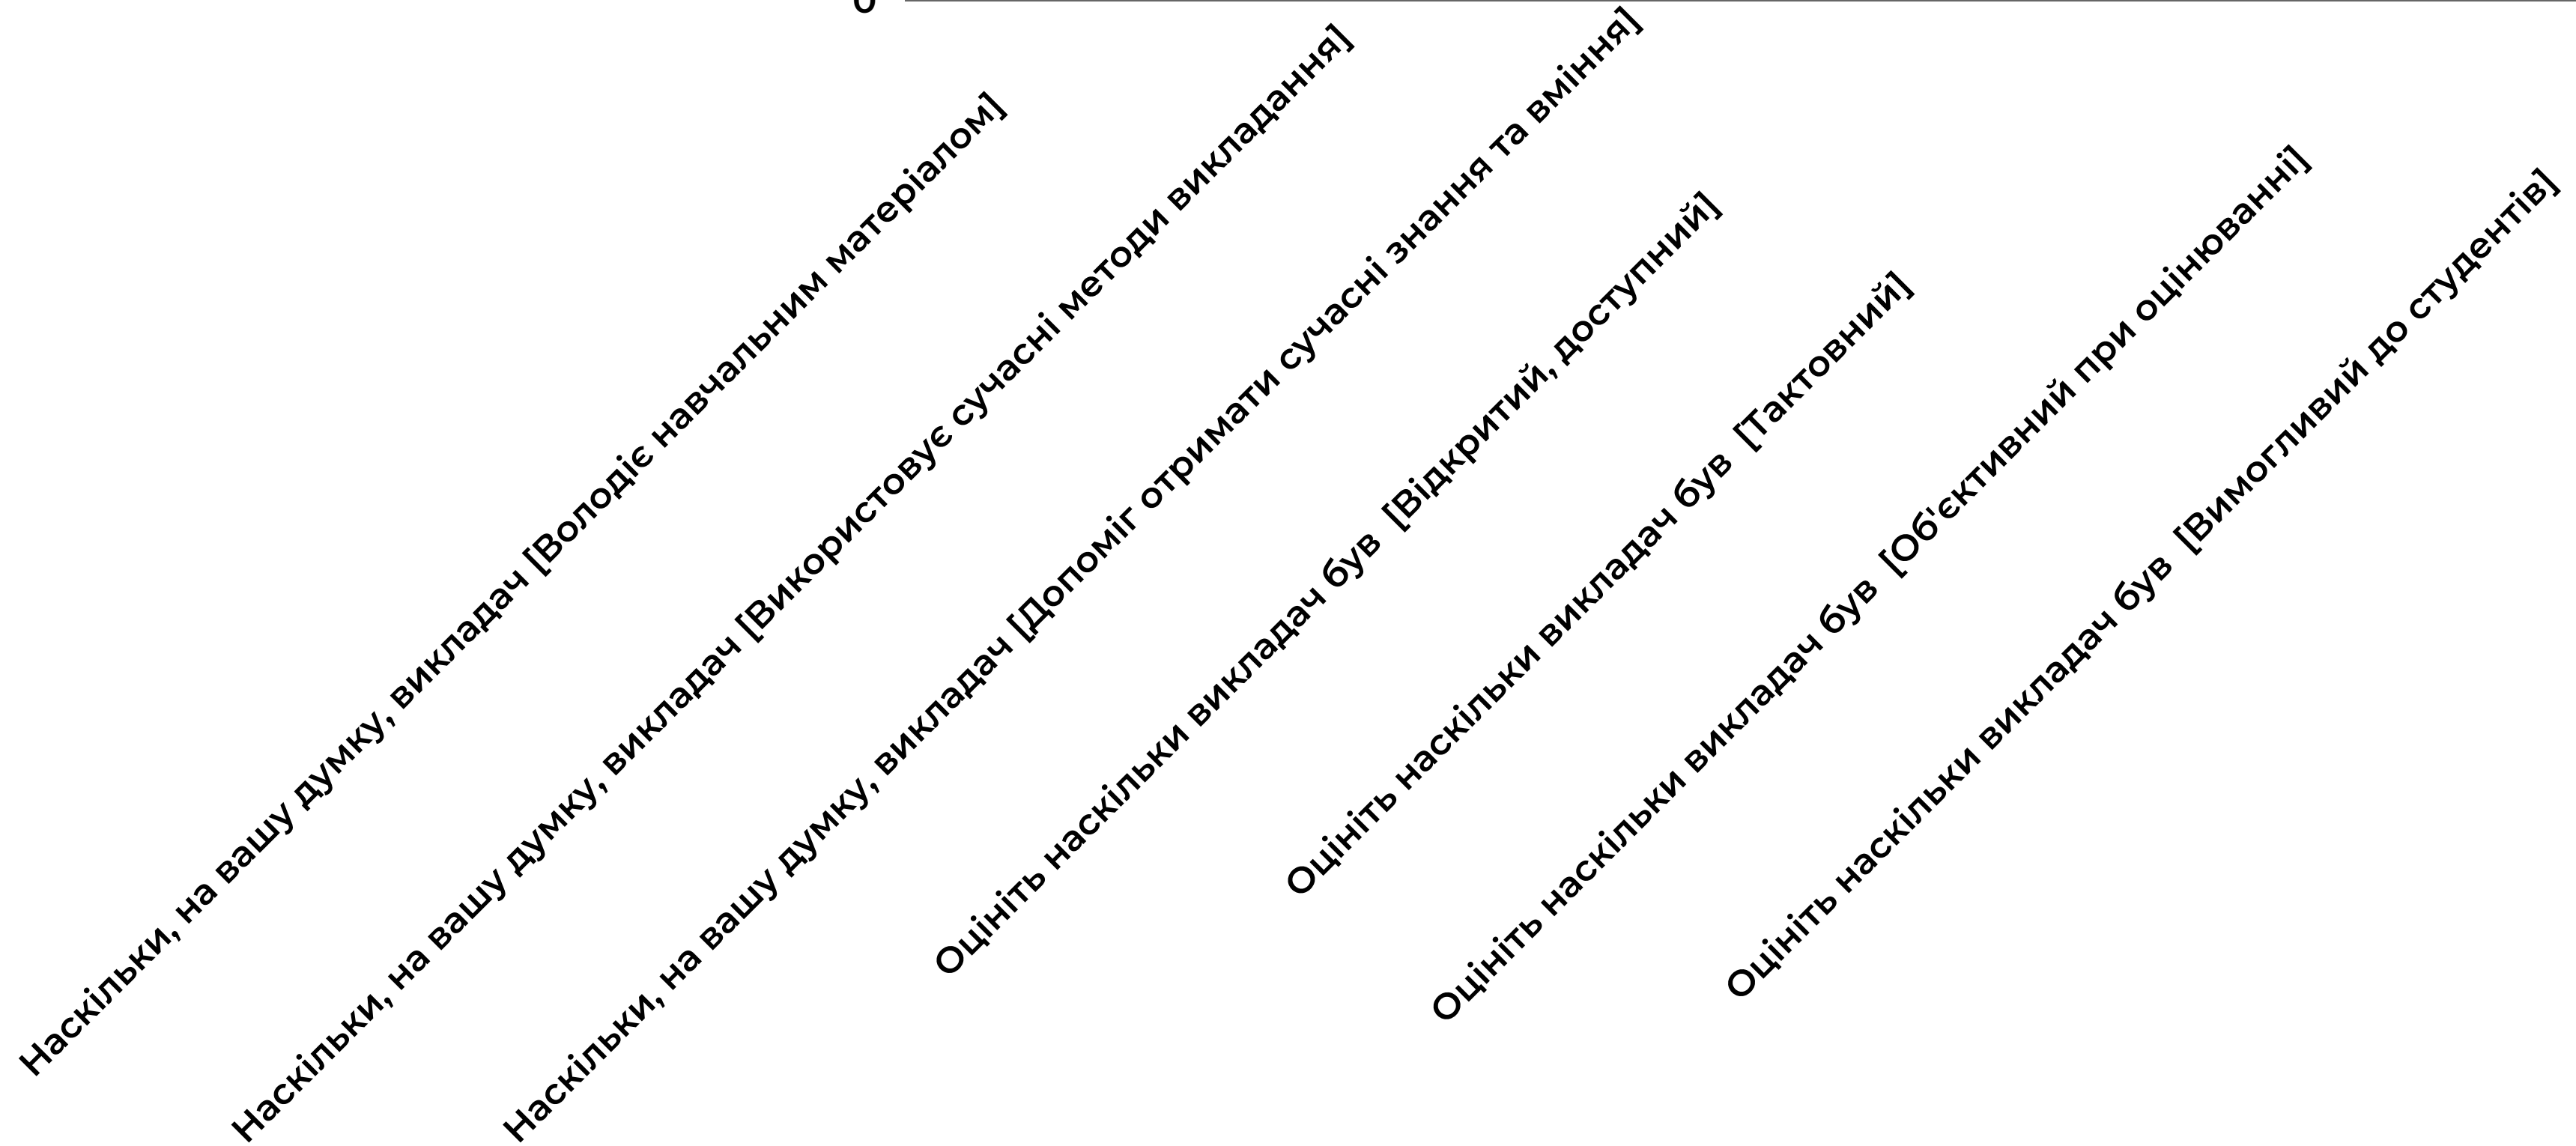 0
Наскільки, на вашу думку, викладач [Володіє навчальним матеріалом]
Наскільки, на вашу думку, викладач [Використовує сучасні методи викладання]
Наскільки, на вашу думку, викладач [Допоміг отримати сучасні знання та вміння]
Оцініть наскільки викладач був  [Відкритий, доступний]
Оцініть наскільки викладач був  [Тактовний]
Оцініть наскільки викладач був  [Об'єктивний при оцінюванні]
Оцініть наскільки викладач був  [Вимогливий до студентів]